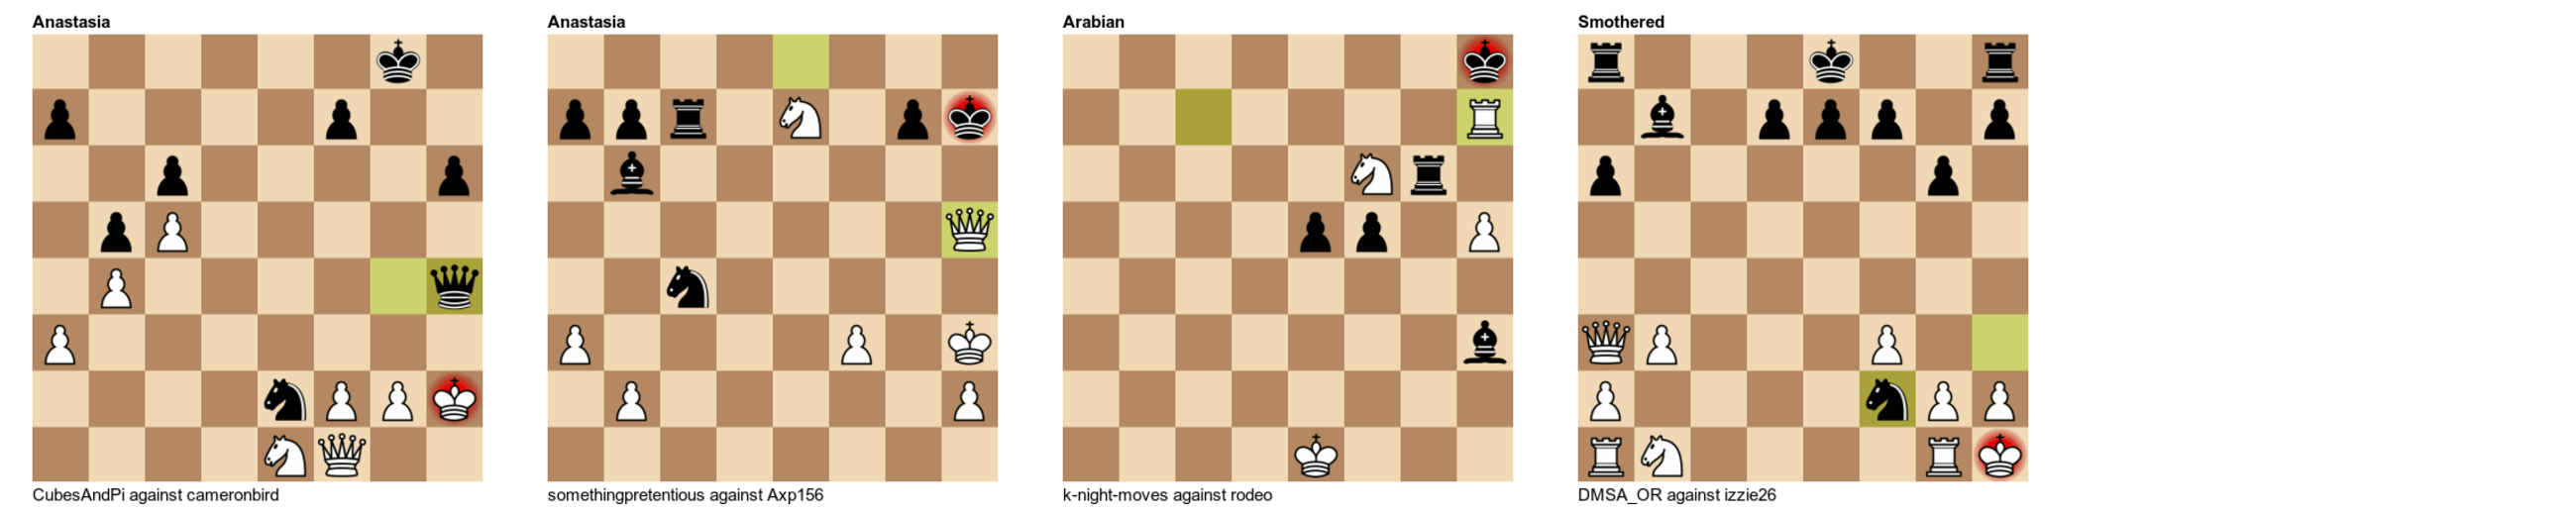 Anastasia
Anastasia
Arabian
Smothered
CubesAndPi against cameronbird
somethingpretentious against Axp156
k-night-moves against rodeo
DMSA_OR against izzie26